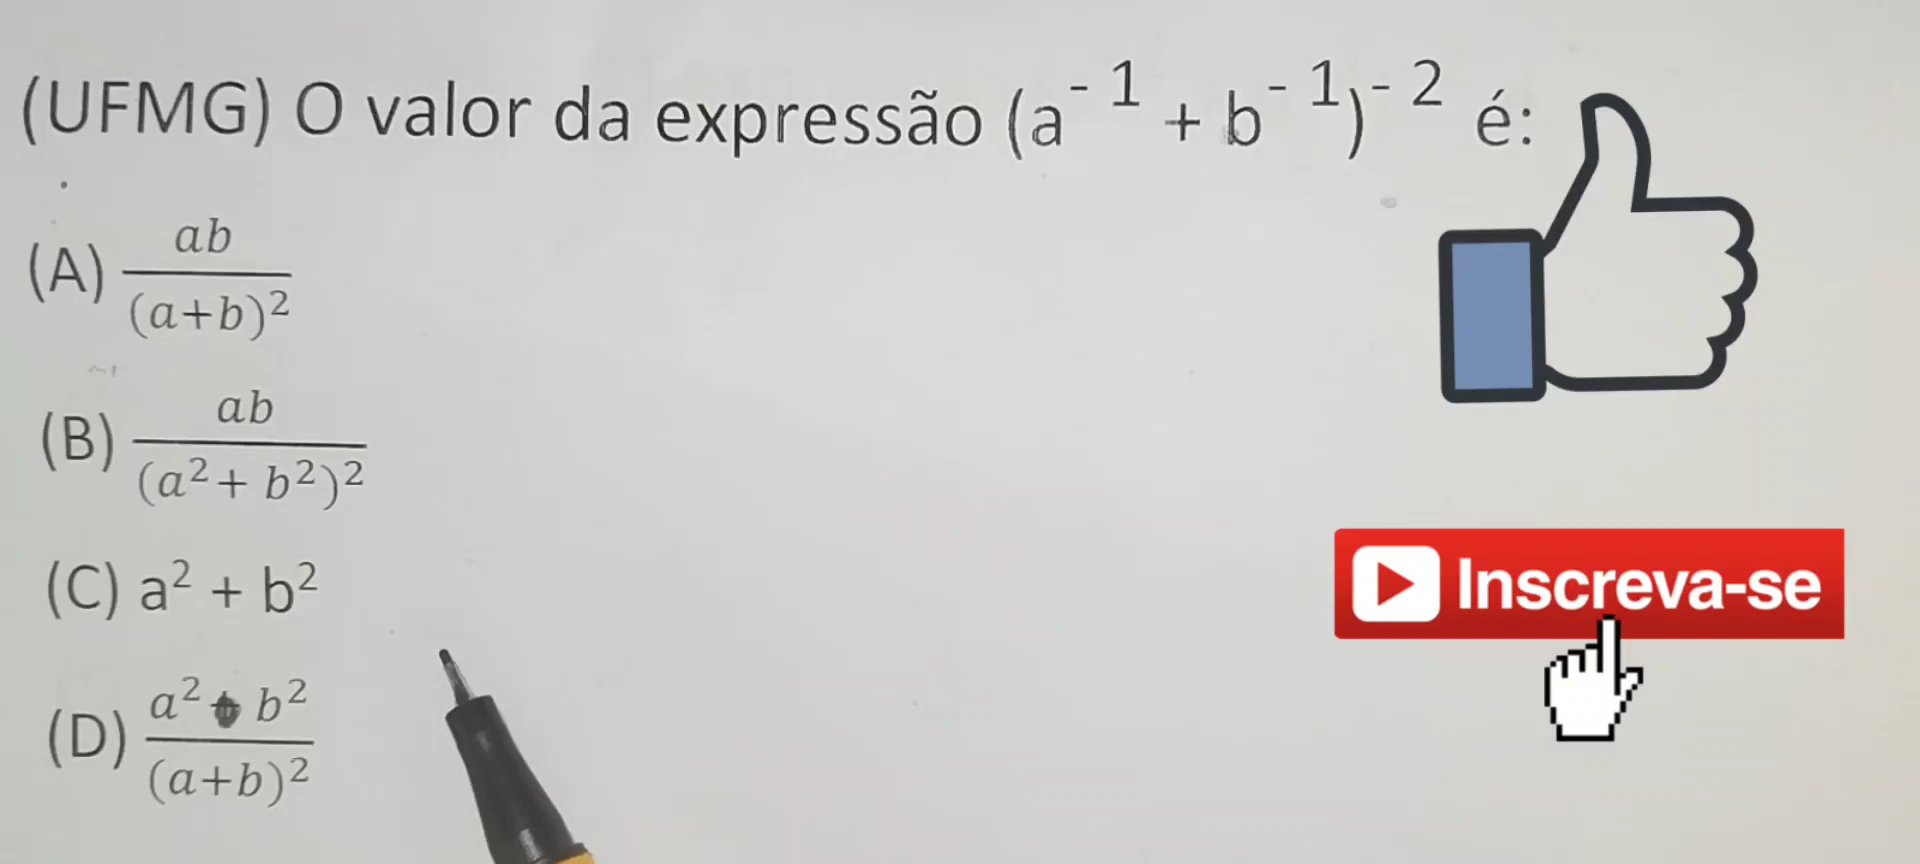 (UFMG) O valor da expressão (a⁻¹ + b⁻¹)⁻² é:
(A) ab/(a+b)²
(B) ab/(a²+ b²)²
(C) a² + b²
(D) a² • b²/(a+b)²
Inscreva-se